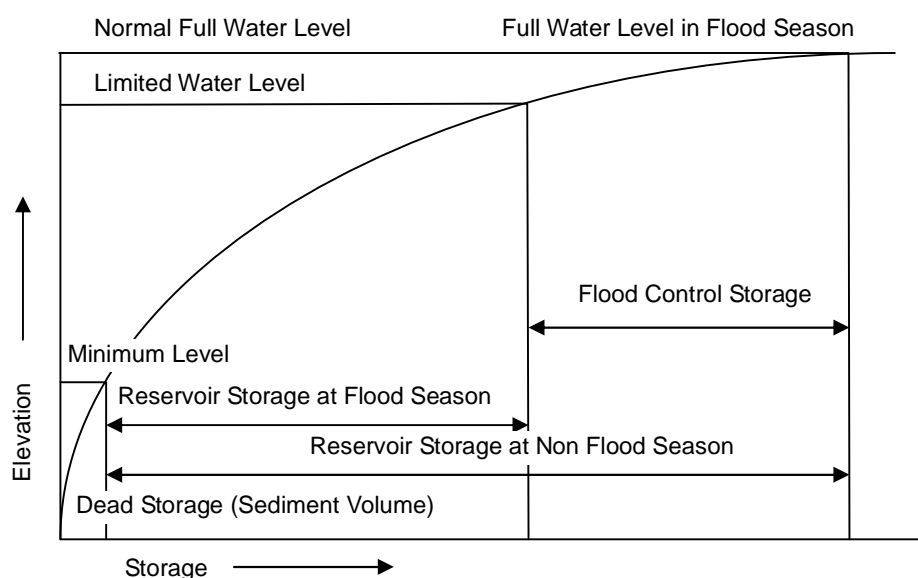 Normal Full Water Level
Full Water Level in Flood Season
Limited Water Level
Flood Control Storage
Minimum Level
Reservoir Storage at Flood Season
Reservoir Storage at Non Flood Season
Elevation
Dead Storage (Sediment Volume)
Storage